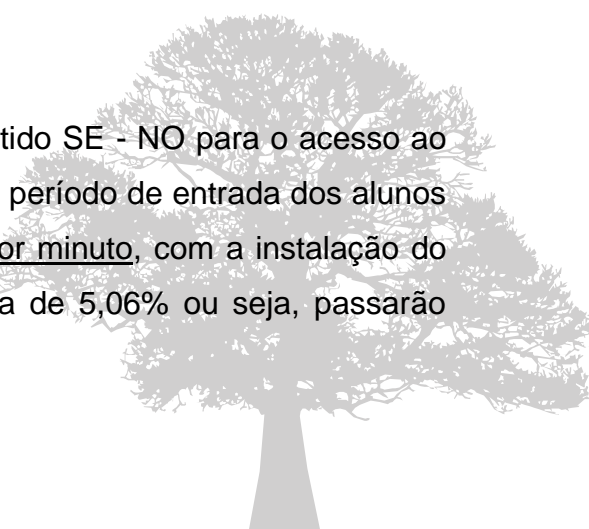 tido SE - NO para o acesso ao
período de entrada dos alunos
or minuto, com a instalação do
a de 5,06% ou seja, passarão